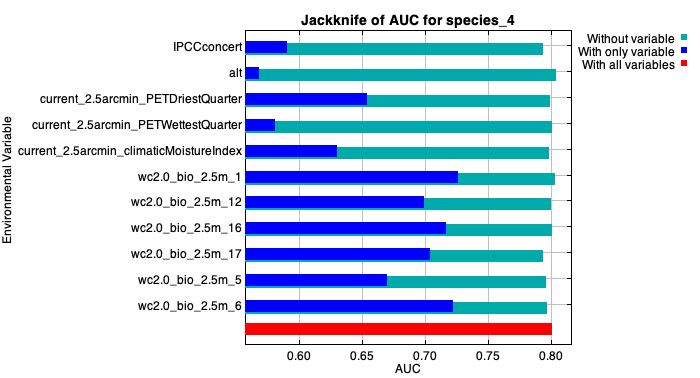 Jackknife of AUC for species_4
Without variable
With only variable
With all variables
Environmental Variable
IPCCconcert
alt
current_2.5arcmin_PETDriestQuarter
current_2.5arcmin_PETWettestQuarter
current_2.5arcmin_climaticMoistureIndex
wc2.0_bio_2.5m_1
wc2.0_bio_2.5m_12
wc2.0_bio_2.5m_16
wc2.0_bio_2.5m_17
wc2.0_bio_2.5m_5
wc2.0_bio_2.5m_6
0.60 0.65 0.70 0.75 0.80
AUC